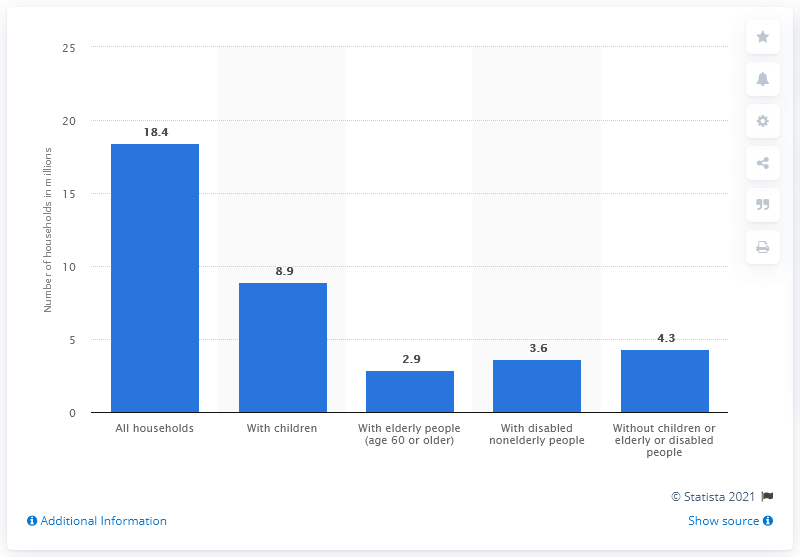 25
20
15
10
5
0
Number of households in millions
18.4
8.9
2.9
3.6
4.3
All households
With children
With elderly people
(age 60 or older)
With disabled
nonelderly people
Without children or
elderly or disabled
people
© Statista 2021
Additional Information
Show source